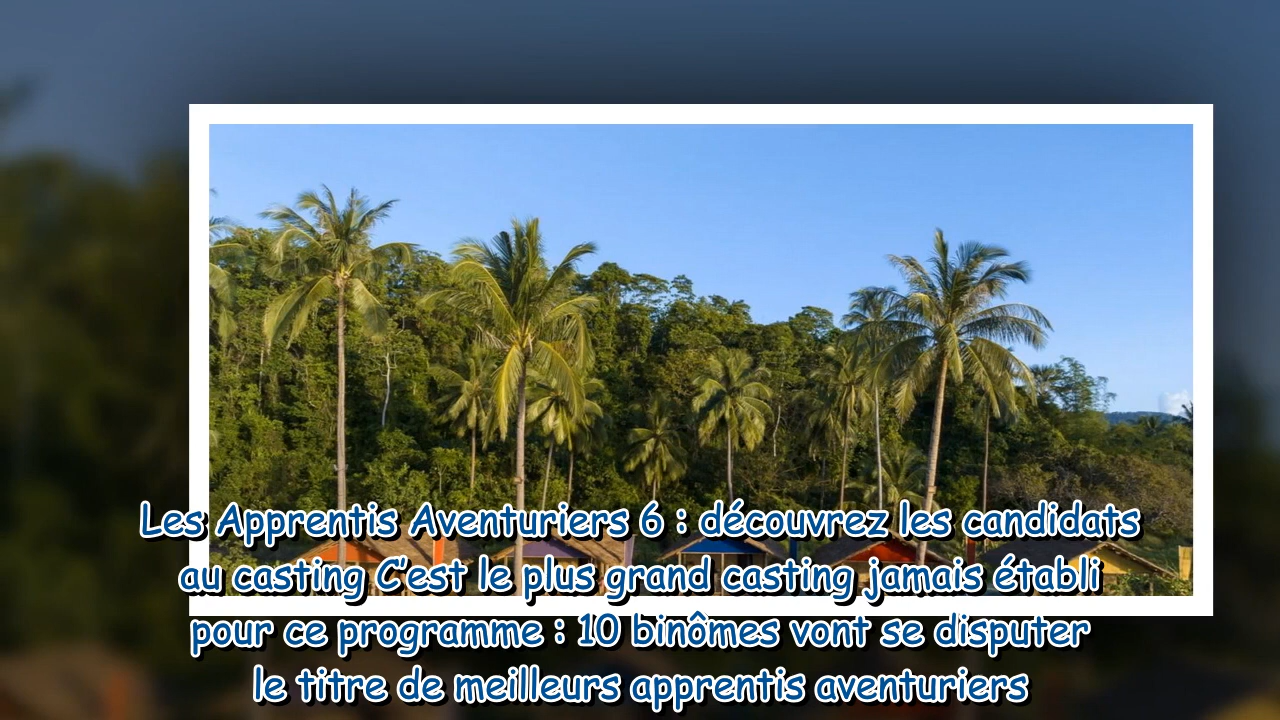 Les Apprentis Aventuriers 6 : découvrez les candidats
au casting C'est le plus grand casting jamais établi
pour ce programme : 10 binômes vont se disputer
le titre de meilleurs apprentis aventuriers